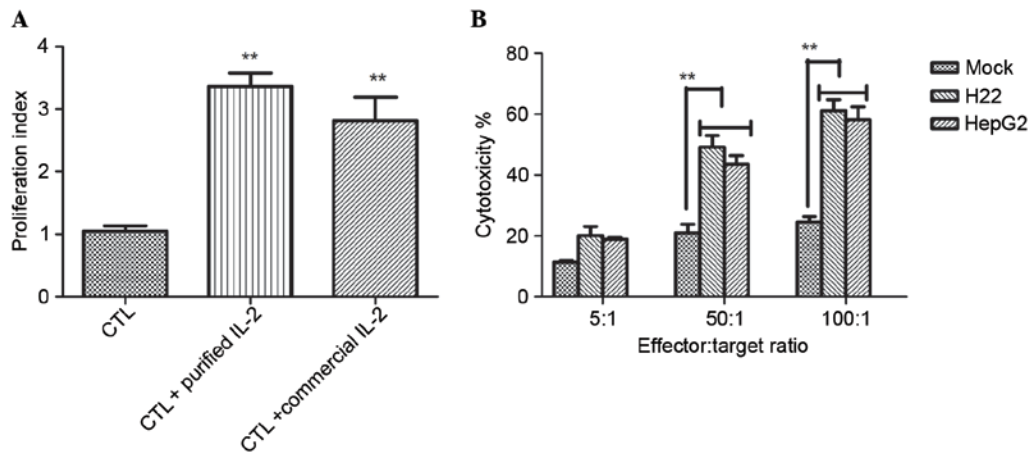 A
Proliferation index
4
3
2
1
0
**
**
CTL
CTL + purified IL-2
CTL +commercial IL-2
B
Cytotoxicity %
80
60
40
20
0
**
**
5:1
50:1
100:1
Effector:target ratio
Mock
H22
HepG2